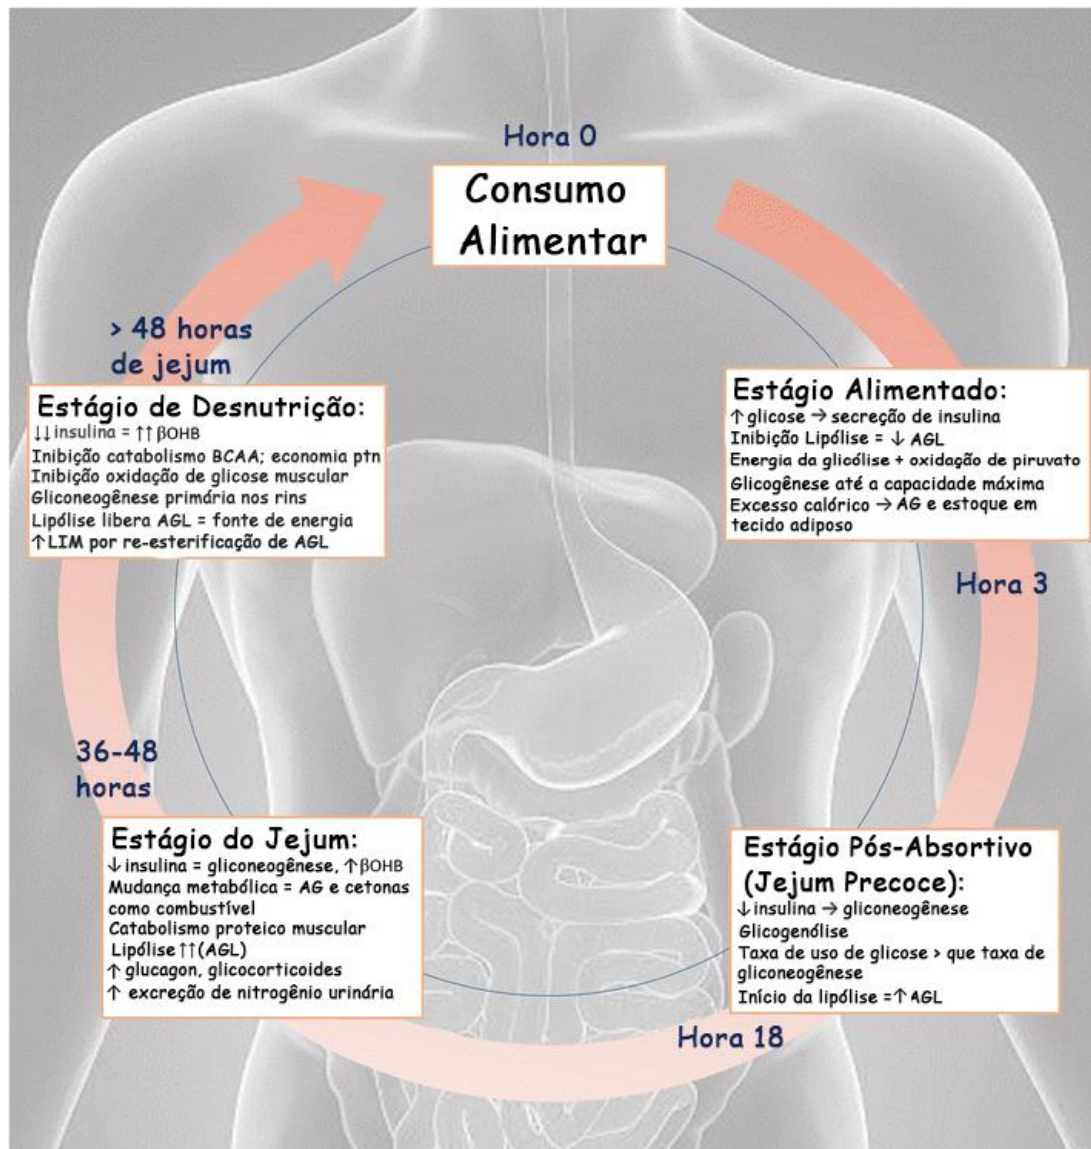 Hora 0
Consumo
Alimentar
Estágio Alimentado:
↑ glicose → secreção de insulina
Inibição Lipólise = ↓ AGL
Energia da glicólise + oxidação de piruvato
Glicogênese até a capacidade máxima
Excesso calórico → AG e estoque em
tecido adiposo
Hora 3
Estágio Pós-Absortivo
(Jejum Precoce):
↓ insulina → gliconeogênese
Glicogenólise
Taxa de uso de glicose > que taxa de
gliconeogênese
Início da lipólise =↑ AGL
Hora 18
Estágio do Jejum:
↓ insulina = gliconeogênese, ↑ βOHB
Mudança metabólica = AG e cetonas
como combustível
Catabolismo proteico muscular
Lipólise ↑↑(AGL)
↑ glucagon, glicocorticoides
↑ excreção de nitrogênio urinária
36-48
horas
Estágio de Desnutrição:
↓↓ insulina = ↑↑ βOHB
Inibição catabolismo BCAA; economia ptn
Inibição oxidação de glicose muscular
Gliconeogênese primária nos rins
Lipólise libera AGL = fonte de energia
↑ LIM por re-esterificação de AGL
> 48 horas
de jejum